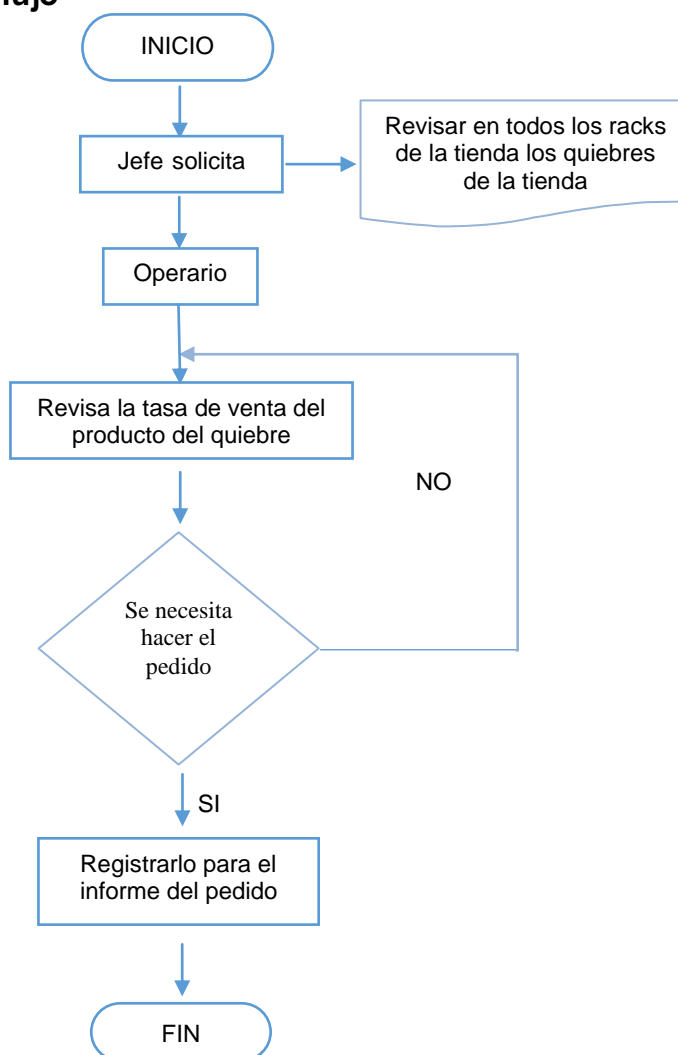 INICIO
Jefe solicita
Revisar en todos los racks
de la tienda los quiebres
de la tienda
Operario
Revisa la tasa de venta del
producto del quiebre
NO
Se necesita
hacer el
pedido
SI
Registrarlo para el
informe del pedido
FIN